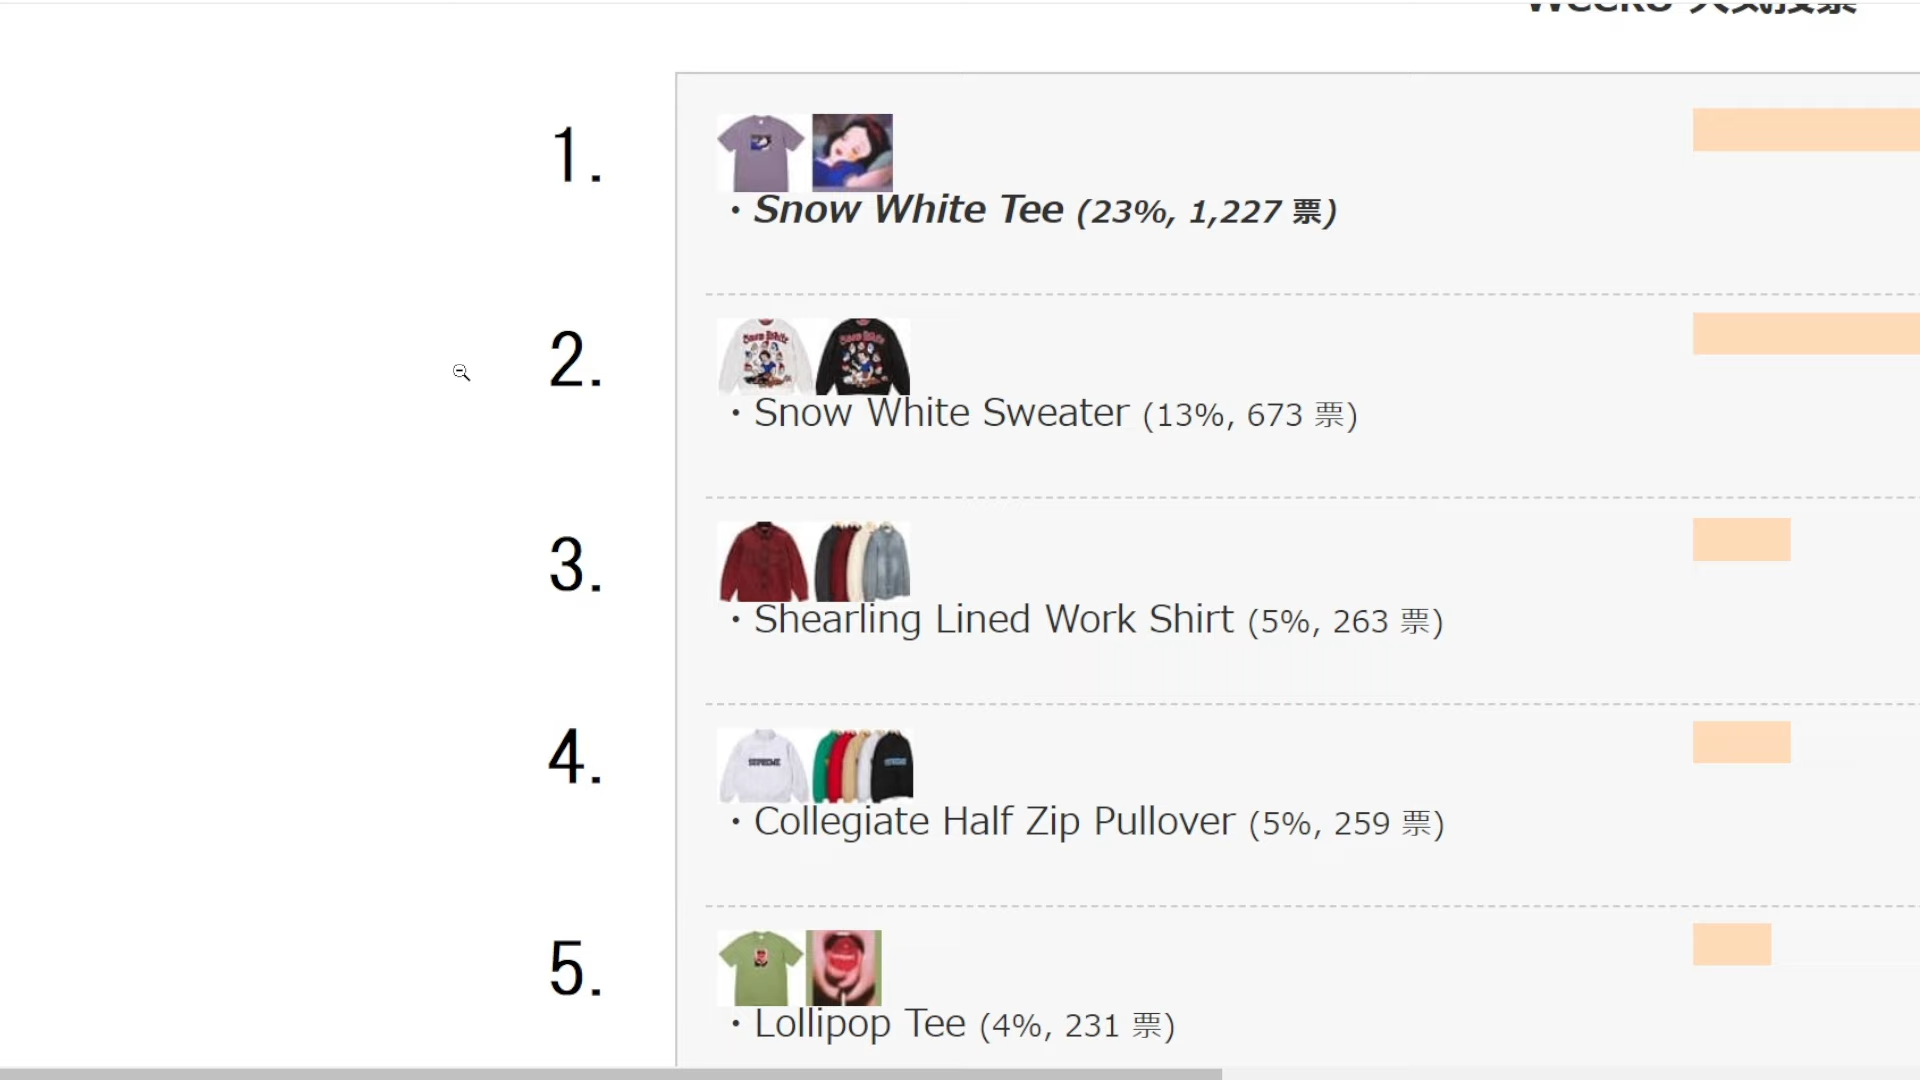 1.
・Snow White Tee (23%, 1,227 票)
2.
・Snow White Sweater (13%, 673 票)
3.
・Shearling Lined Work Shirt (5%, 263 票)
4.
SUPREME
・Collegiate Half Zip Pullover (5%, 259 票)
5.
・Lollipop Tee (4%, 231 票)